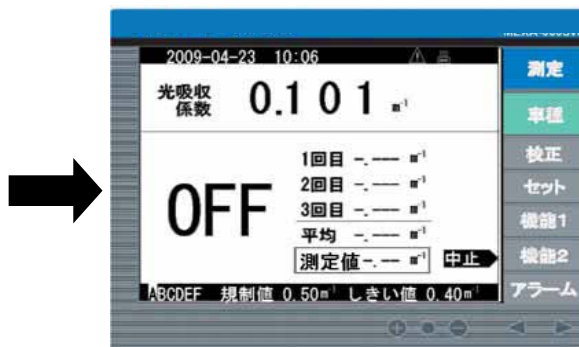 2009-04-23 10:06
光吸収
係数 0.101 m⁻¹
OFF
1回目 -.--- m⁻¹
2回目 -.--- m⁻¹
3回目 -.--- m⁻¹
平均 -.--- m⁻¹
測定値-.-- m⁻¹
中止
ABCDEF 規制値 0.50m⁻¹ しきい値 0.40m⁻¹
測定
車種
校正
セット
機能1
機能2
アラーム